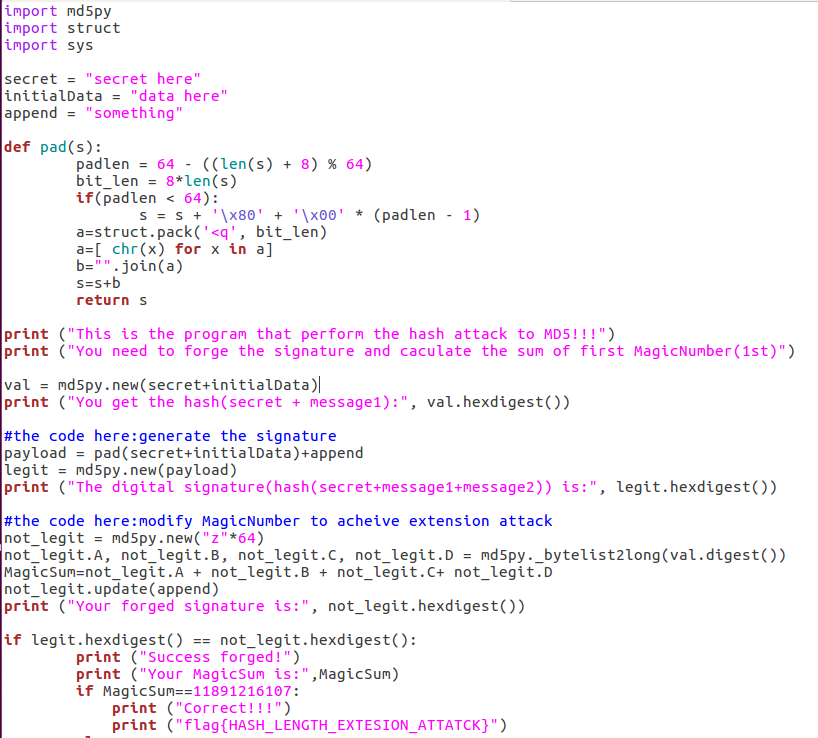 import md5py
import struct
import sys
secret = "secret here"
initialData = "data here"
append = "something"
def pad(s):
padlen = 64 - ((len(s) + 8) % 64)
bit_len = 8*len(s)
if(padlen < 64):
s = s + '\x80' + '\x00' * (padlen - 1)
a=struct.pack('<q', bit_len)
a=[ chr(x) for x in a]
b="".join(a)
s=s+b
return s
print ("This is the program that perform the hash attack to MD5!!!")
print ("You need to forge the signature and caculate the sum of first MagicNumber(1st)")
val = md5py.new(secret+initialData)
print ("You get the hash(secret + message1):", val.hexdigest())
#the code here:generate the signature
payload = pad(secret+initialData)+append
legit = md5py.new(payload)
print ("The digital signature(hash(secret+message1+message2)) is:", legit.hexdigest())
#the code here:modify MagicNumber to acheive extension attack
not_legit = md5py.new("z"*64)
not_legit.A, not_legit.B, not_legit.C, not_legit.D = md5py._bytelist2long(val.digest())
MagicSum=not_legit.A + not_legit.B + not_legit.C+ not_legit.D
not_legit.update(append)
print ("Your forged signature is:", not_legit.hexdigest())
if legit.hexdigest() == not_legit.hexdigest():
print ("Success forged!")
print ("Your MagicSum is:",MagicSum)
if MagicSum==11891216107:
print ("Correct!!!")
print ("flag{HASH_LENGTH_EXTESION_ATTATCK}")